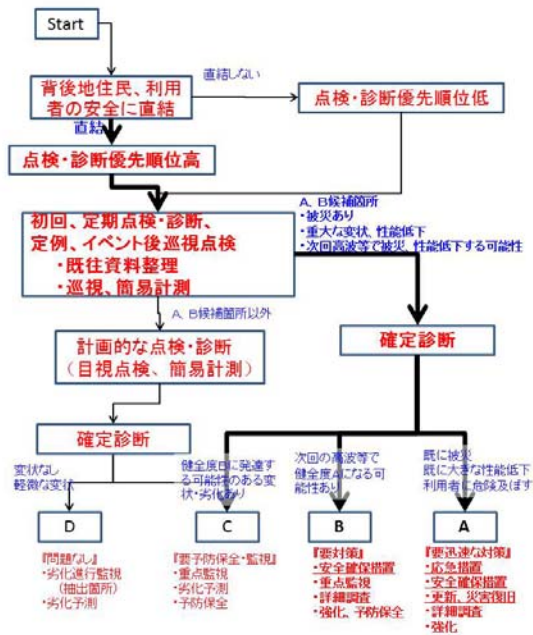 Start
背後地住民、利用
者の安全に直結
直結しない
点検・診断優先順位低
直結
点検・診断優先順位高
A、B候補箇所
・被災あり
・重大な変状、性能低下
・次回高波等で被災、性能低下する可能性
初回、定期点検・診断、
定例、イベント後巡視点検
・既往資料整理
・巡視、簡易計測
A、B候補箇所以外
確定診断
計画的な点検・診断
(目視点検、簡易計測)
確定診断
変状なし
軽微な変状
健全度Bに発達す
る可能性のある変
状・劣化あり
次回の高波等で
健全度Aになる可
能性あり
既に被災
既に大きな性能低下
利用者に危険及ぼす
D
C
B
A
『問題なし』
・劣化進行監視
(抽出箇所)
・劣化予測
『要予防保全・監視』
・重点監視
・劣化予測
・予防保全
『要対策』
・安全確保措置
・重点監視
・詳細調査
・強化、予防保全
『要迅速な対策』
・応急措置
・安全確保措置
・更新、災害復旧
・詳細調査
・強化